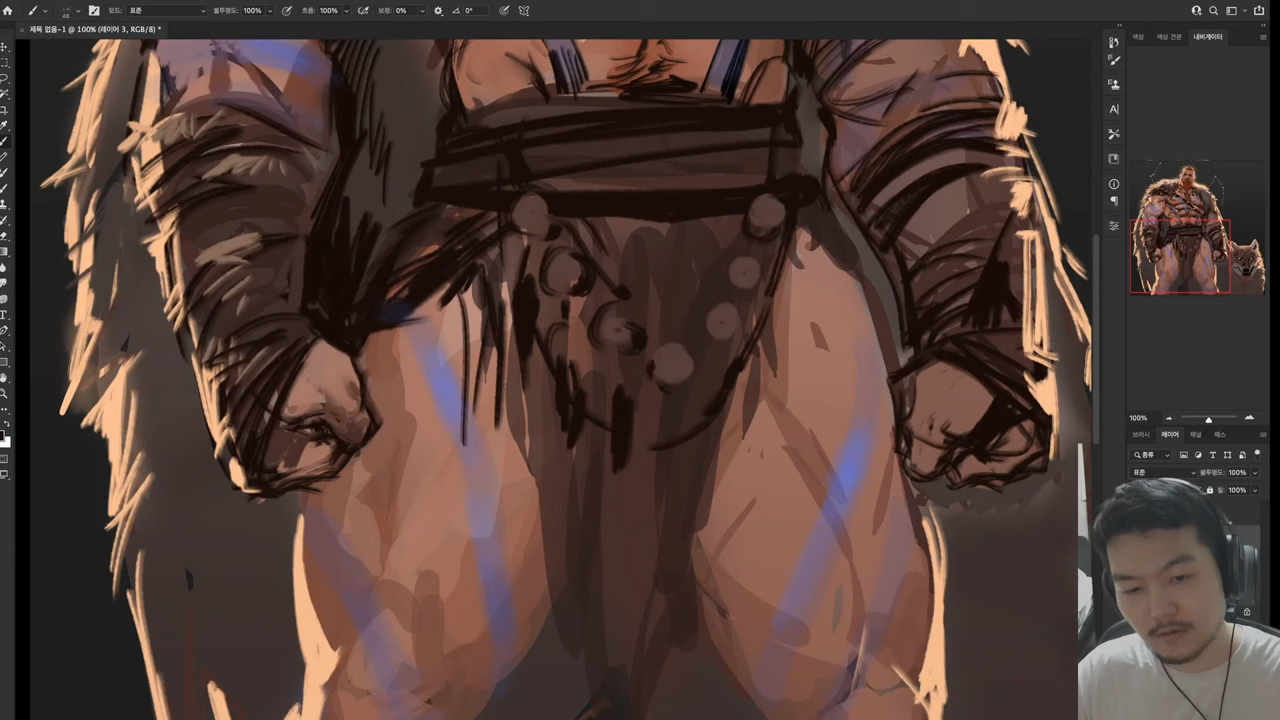 모드: 표준 불투명도: 100% 흐름: 100% 보정: 0% 0°
제목 없음-1 @ 100% (레이어 3, RGB/8) *
색상 색상 견본 내비게이터
100%
브러시 레이어 채널 패스
종류
표준 불투명도: 100%
칠: 100%